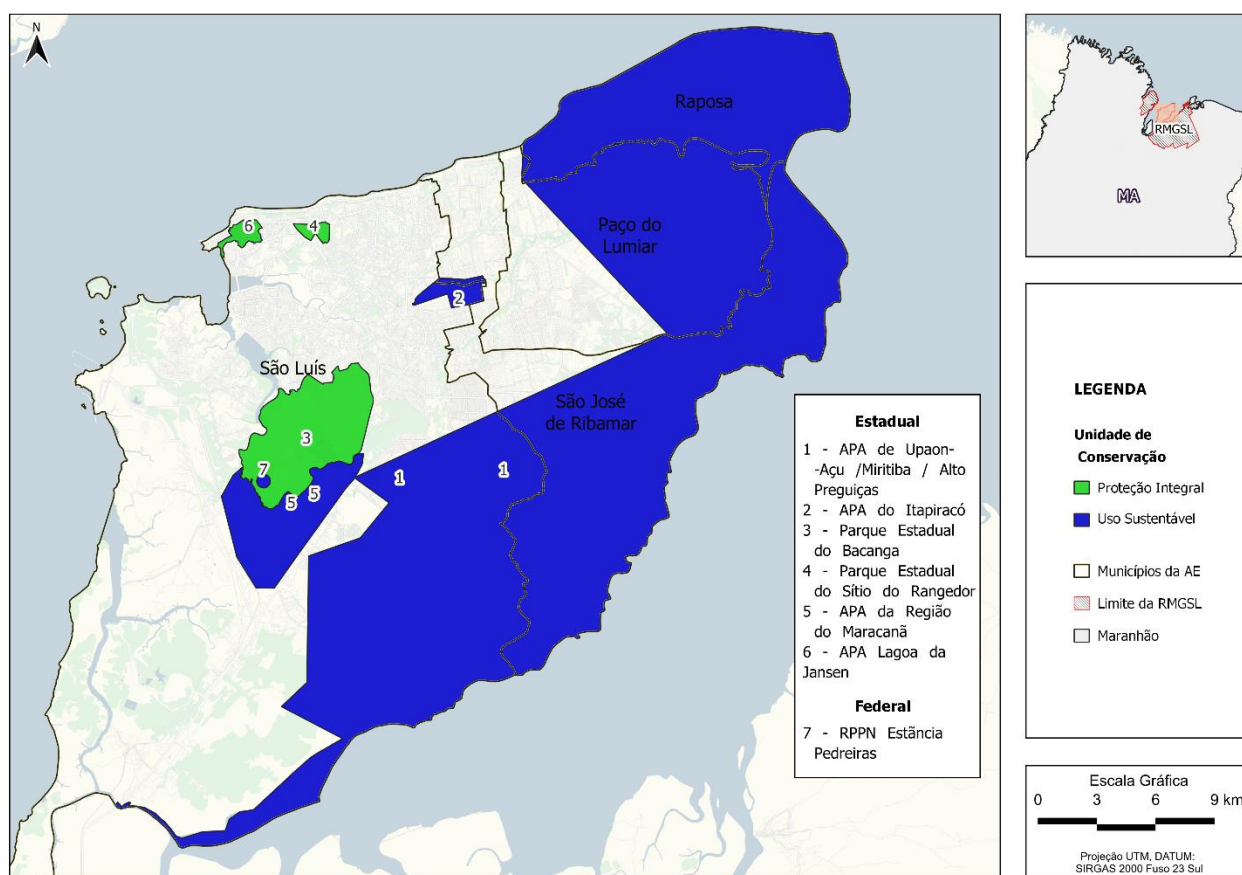 N
Raposa
Paço do
Lumiar
6
4
2
São Luís
3
São José
de Ribamar
7
5
5
1
1
Estadual
1 - APA de Upaon-
-Açu /Miritiba / Alto
Preguiças
2 - APA do Itapiracó
3 - Parque Estadual
do Bacanga
4 - Parque Estadual
do Sítio do Rangedor
5 - APA da Região
do Maracanã
6 - APA Lagoa da
Jansen
Federal
7 - RPPN Estância
Pedreiras
RMGSL
MA
LEGENDA
Unidade de
Conservação
Proteção Integral
Uso Sustentável
Municípios da AE
Limite da RMGSL
Maranhão
Escala Gráfica
0 3 6 9 km
Projeção UTM, DATUM:
SIRGAS 2000 Fuso 23 Sul